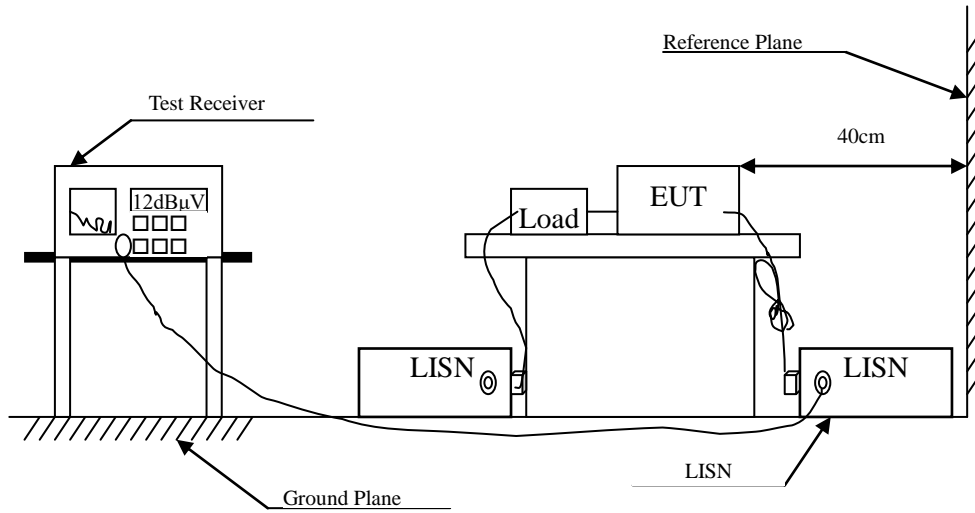 Reference Plane
Test Receiver
40cm
12dBµV
Load
EUT
LISN
LISN
LISN
Ground Plane